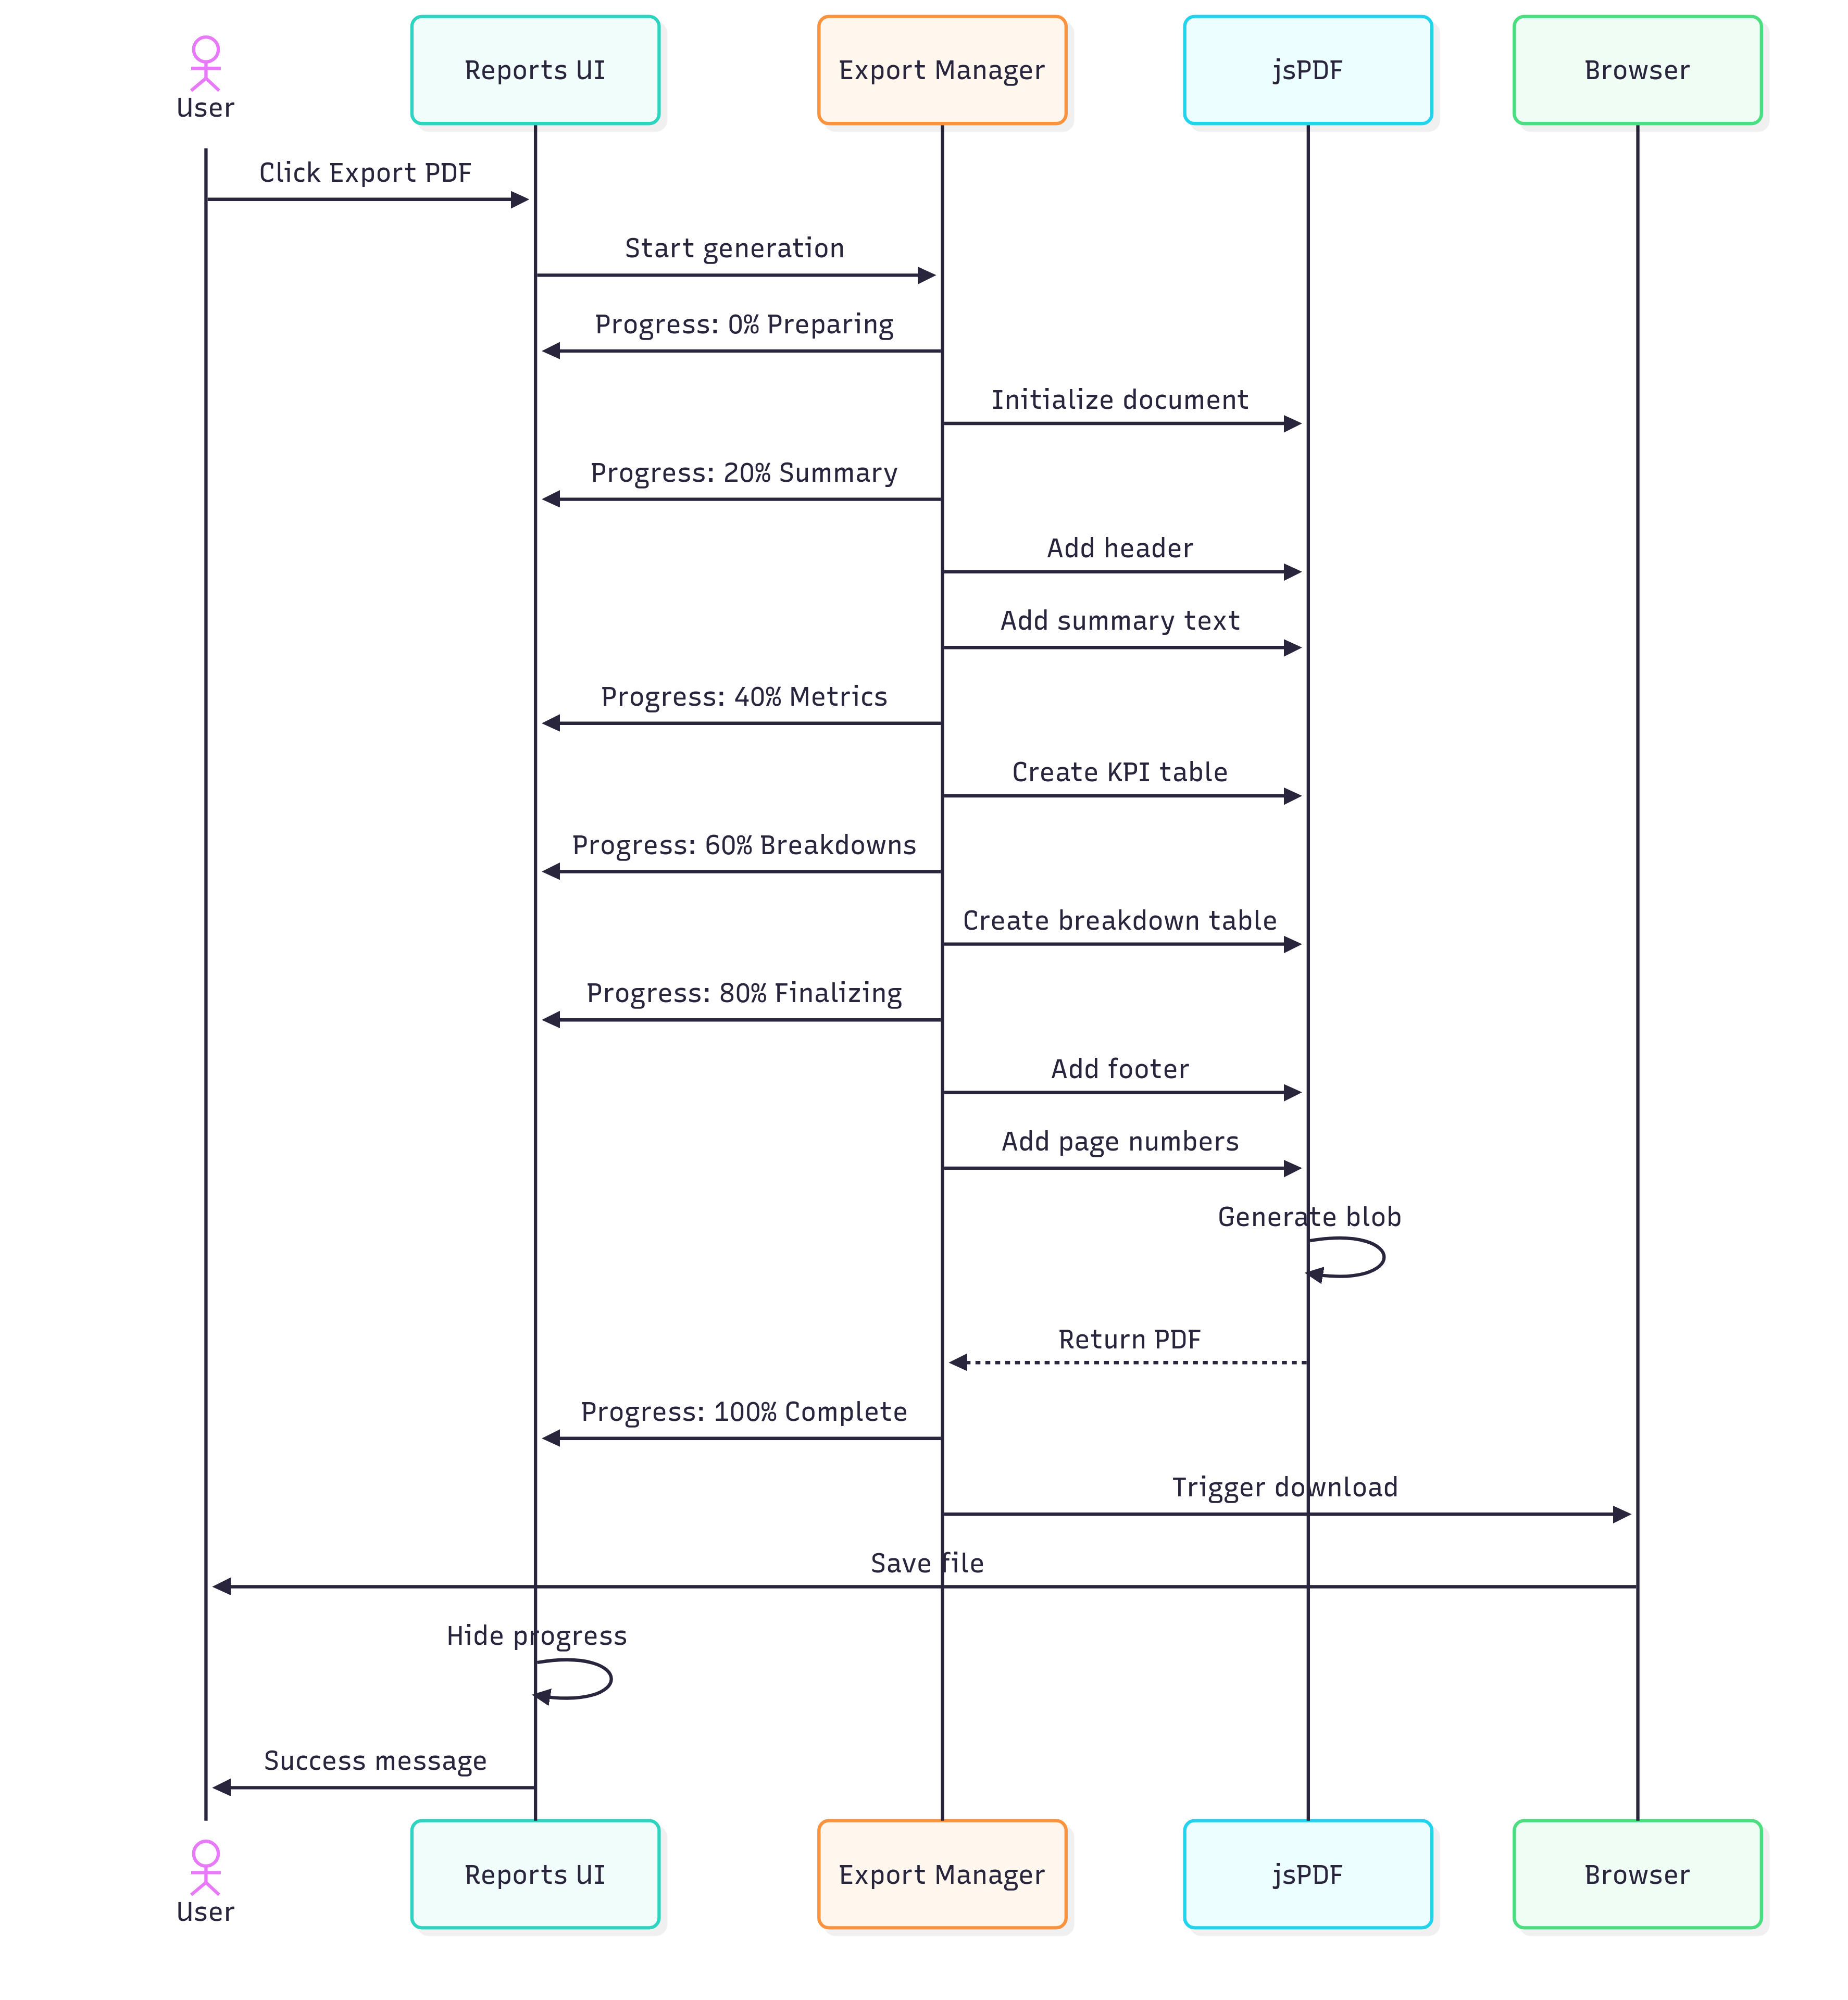 Reports UI
Export Manager
jsPDF
Browser
User
Click Export PDF
Start generation
Progress: 0% Preparing
Initialize document
Progress: 20% Summary
Add header
Add summary text
Progress: 40% Metrics
Create KPI table
Progress: 60% Breakdowns
Create breakdown table
Progress: 80% Finalizing
Add footer
Add page numbers
Generate blob
Return PDF
Progress: 100% Complete
Trigger download
Save file
Hide progress
Success message
Reports UI
Export Manager
jsPDF
Browser
User